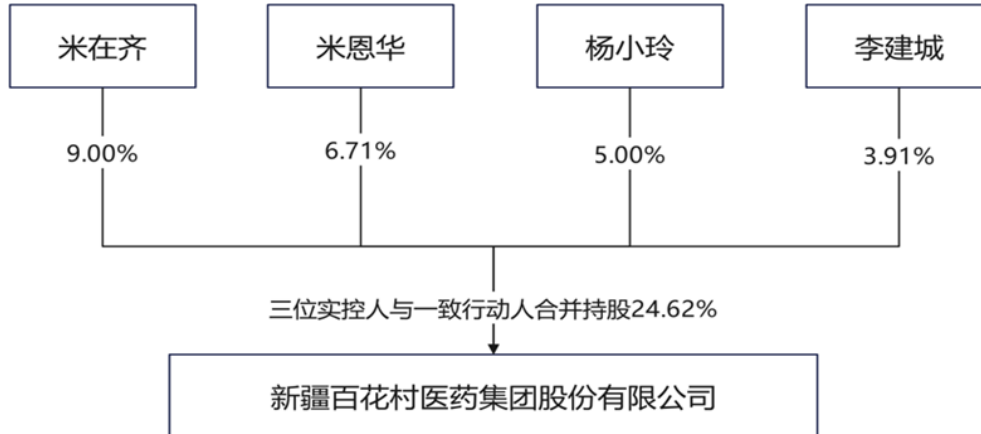 米在齐 米恩华 杨小玲 李建城
9.00% 6.71% 5.00% 3.91%
三位实控人与一致行动人合并持股24.62%
新疆百花村医药集团股份有限公司